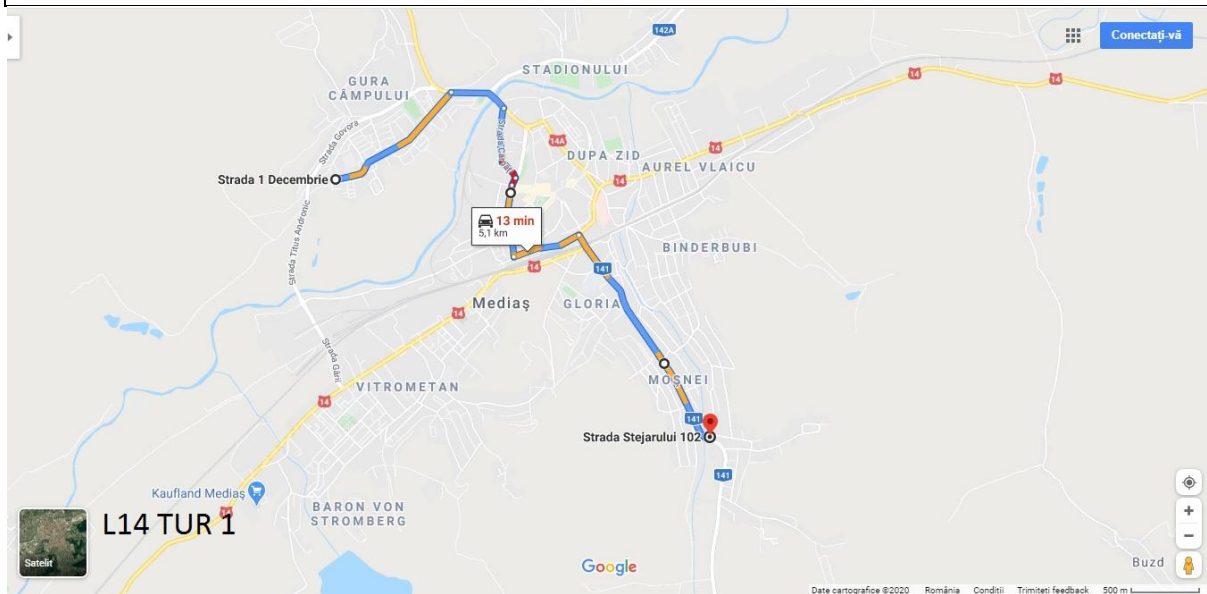 142A
Conectați-vă
STADIONULUI
14
14
GURA
CÂMPULUI
Strada Govora
14A
14
DUPA ZID
AUREL VLAICU
14
Strada 1 Decembrie
13 min
5,1 km
Strada Titus Andronic
BINDERBUBI
14
141
Mediaş
GLORIA
14
Strada Gării
MOȘNEI
VITROMETAN
14
141
Strada Stejarului 102
141
Kaufland Mediaș
14
BARON VON
STROMBERG
L14 TUR 1
Satelit
Google
Buzd
Date cartografice ©2020 România Condiții Trimiteți feedback 500 m